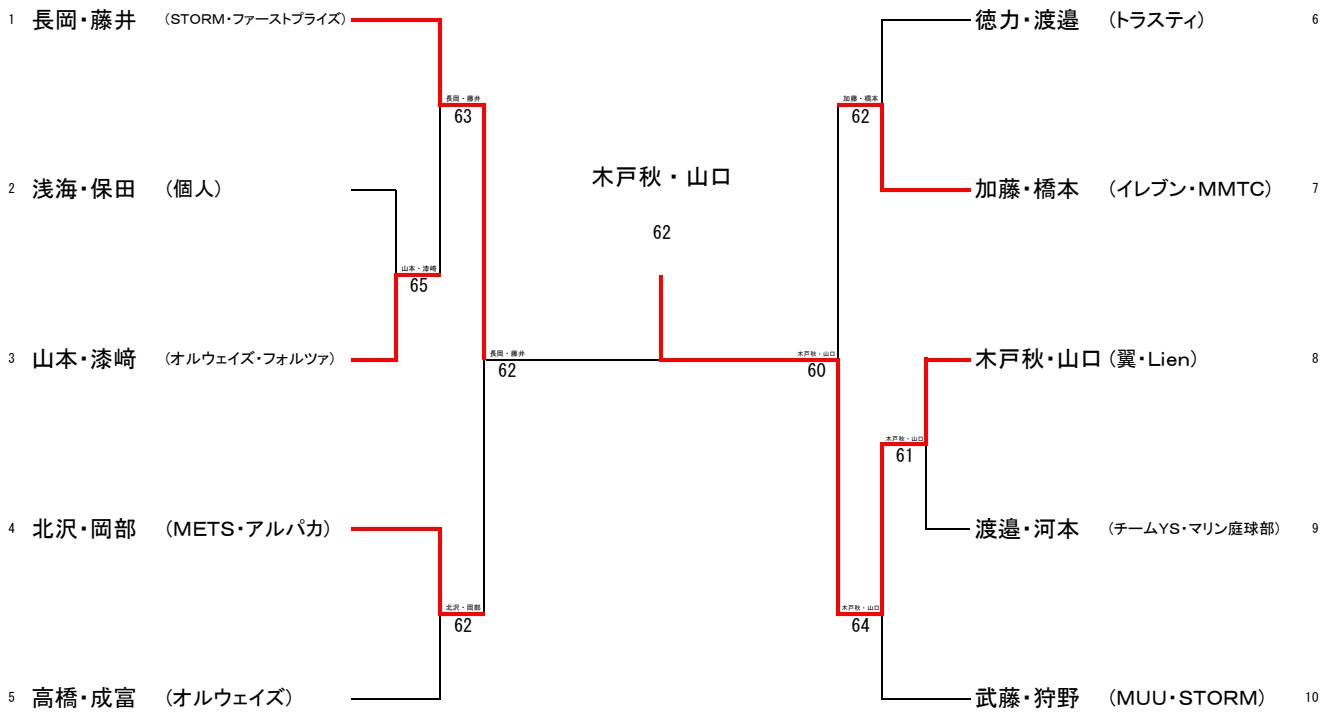 1 長岡・藤井 (STORM・ファーストプライズ)
長岡・藤井
63
2 浅海・保田 (個人)
山本・漆崎
65
3 山本・漆﨑 (オルウェイズ・フォルツァ)
長岡・藤井
62
4 北沢・岡部 (METS・アルパカ)
北沢・岡部
62
5 高橋・成富 (オルウェイズ)
木戸秋・山口
62
徳力・渡邉 (トラスティ) 6
加藤・橋本
62
加藤・橋本 (イレブン・MMTC) 7
木戸秋・山口
60
木戸秋・山口 (翼・Lien) 8
木戸秋・山口
61
渡邉・河本 (チームYS・マリン庭球部) 9
木戸秋・山口
64
武藤・狩野 (MUU・STORM) 10